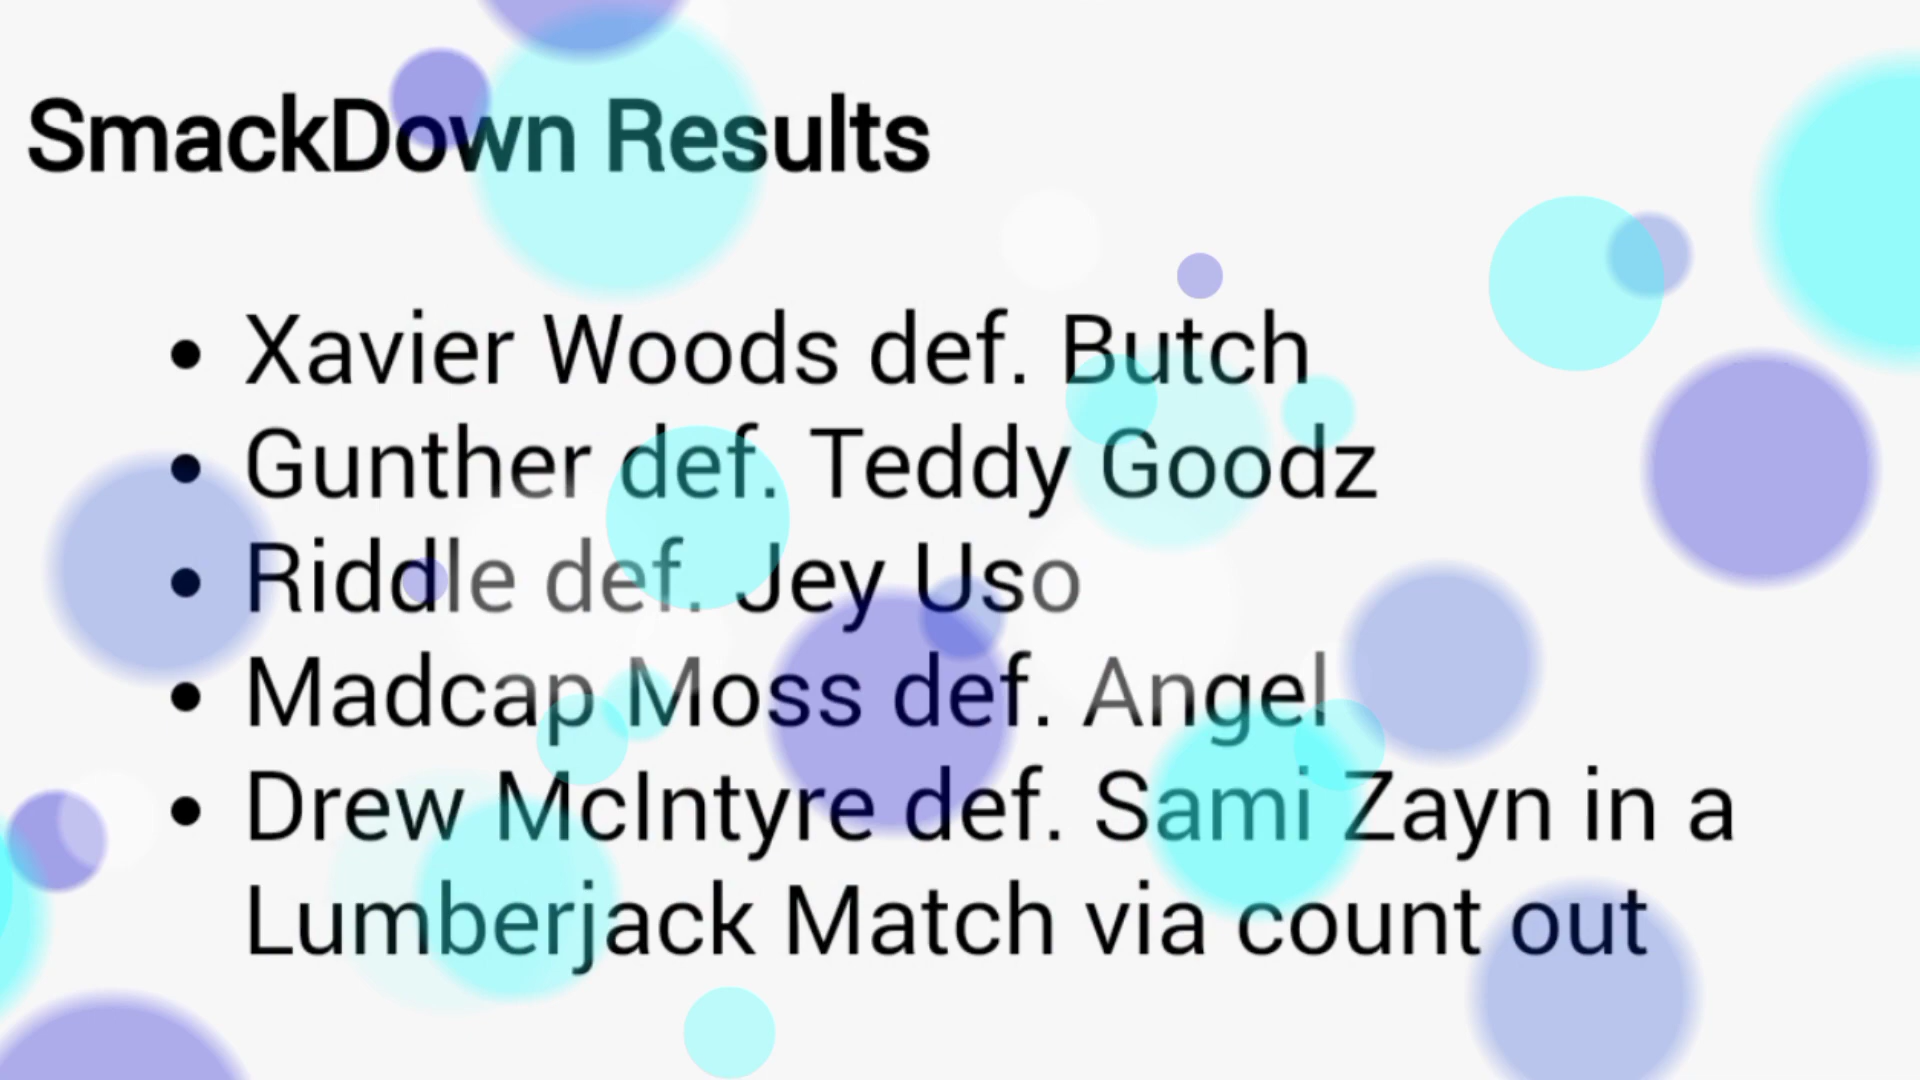 SmackDown Results
• Xavier Woods def. Butch
• Gunther def. Teddy Goodz
• Riddle def. Jey Uso
• Madcap Moss def. Angel
• Drew McIntyre def. Sami Zayn in a
Lumberjack Match via count out